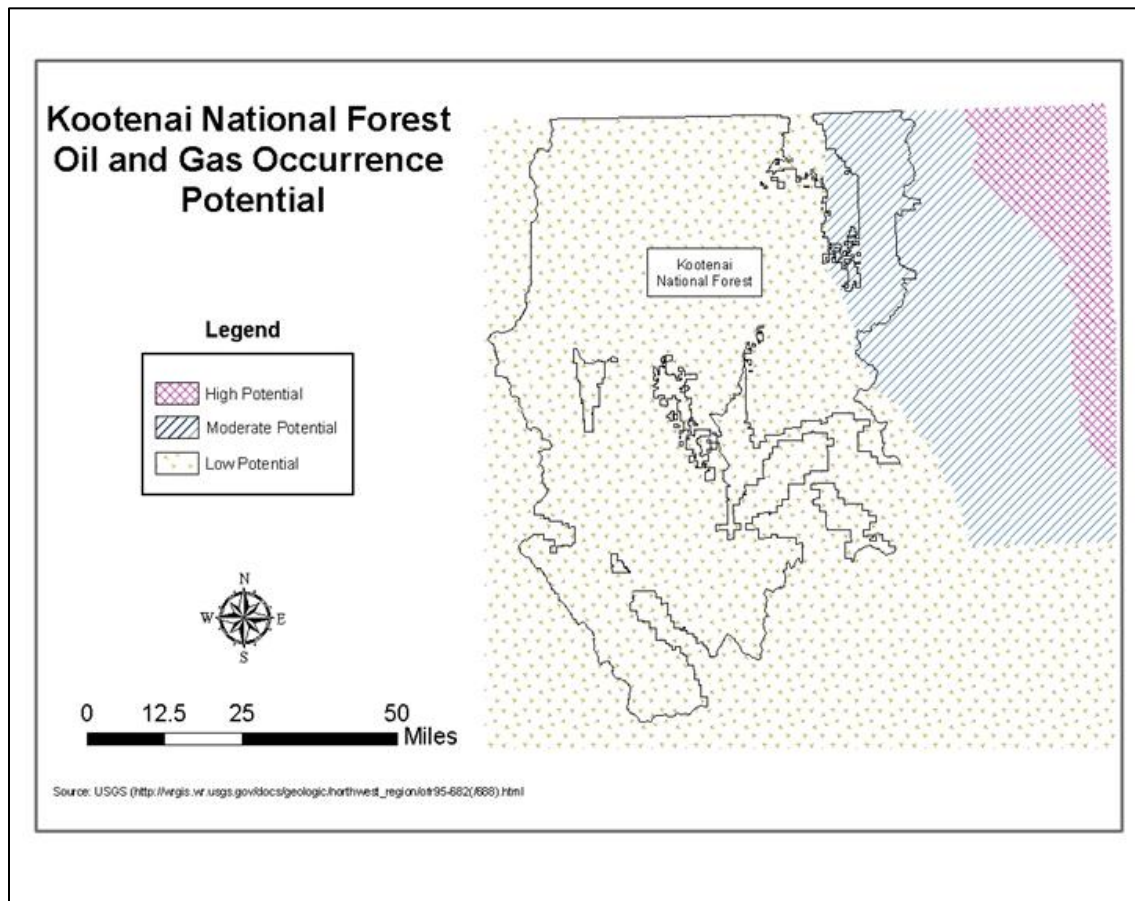 Kootenai National Forest
Oil and Gas Occurrence
Potential
Kootenai
National Forest
Legend
High Potential
Moderate Potential
Low Potential
N
W E
S
0 12.5 25 50
Miles
Source: USGS (http://wrgis.wr.usgs.gov/docs/geologic/northwest_region/ofr95-682(/688).html